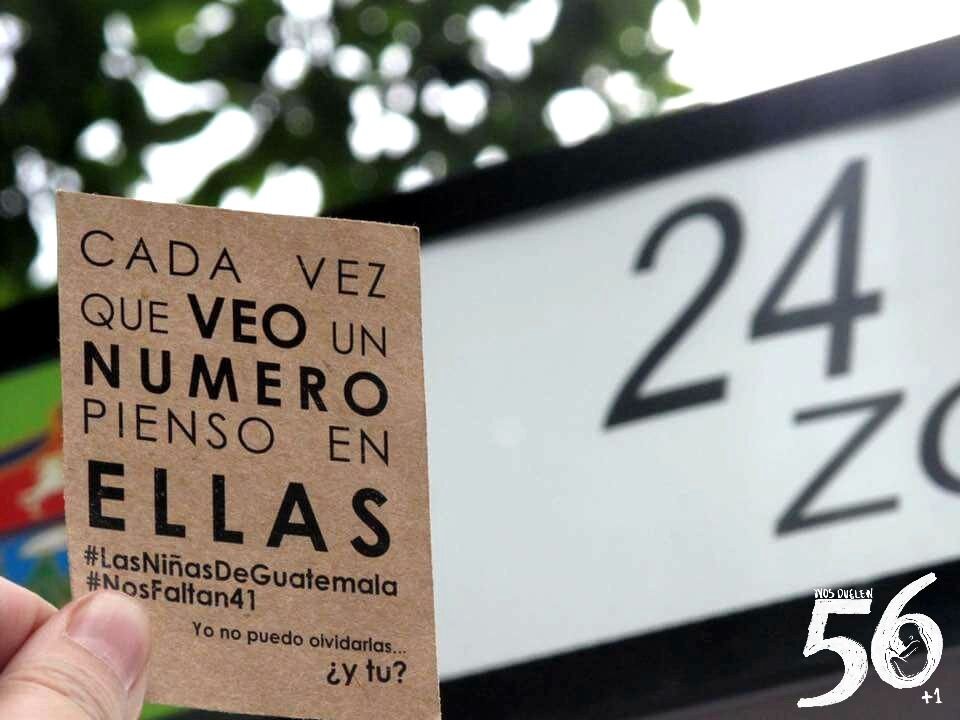 CADA VEZ
QUE VEO UN
NUMERO
PIENSO EN
ELLAS
#LasNiñasDeGuatemala
#NosFaltan41
Yo no puedo olvidarlas...
¿y tu?
24
ZO
NOS DUELEN
56
+1